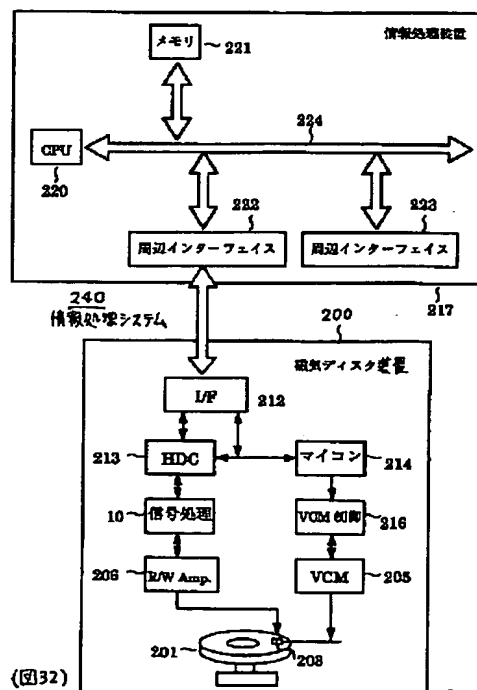 情報処理装置
メモリ
221
224
CPU
220
222
223
周辺インターフェイス
周辺インターフェイス
217
240
情報処理システム
200
磁気ディスク装置
I/F
212
213
HDC
マイコン
214
10
信号処理
VCM制御
216
206
R/W Amp.
VCM
205
201
208
(図32)